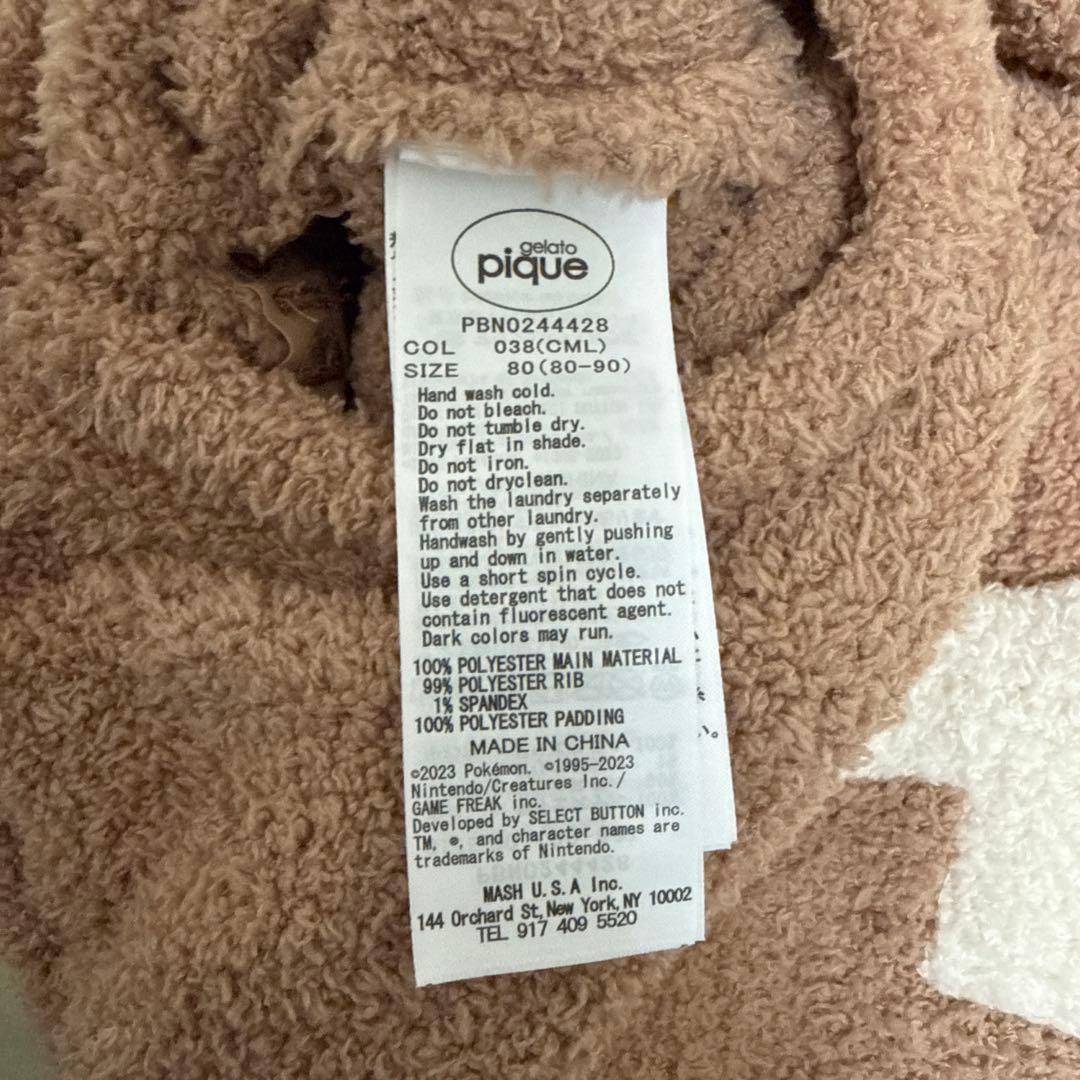 gelato
pique
PBN0244428
COL 038(CML)
SIZE 80(80-90)
Hand wash cold.
Do not bleach.
Do not tumble dry.
Dry flat in shade.
Do not iron.
Do not dryclean.
Wash the laundry separately
from other laundry.
Handwash by gently pushing
up and down in water.
Use a short spin cycle.
Use detergent that does not
contain fluorescent agent.
Dark colors may run.
100% POLYESTER MAIN MATERIAL
99% POLYESTER RIB
1% SPANDEX
100% POLYESTER PADDING
MADE IN CHINA
©2023 Pokémon. ©1995-2023
Nintendo/Creatures Inc./
GAME FREAK inc.
Developed by SELECT BUTTON inc.
TM, ®, and character names are
trademarks of Nintendo.
MASH U.S.A Inc.
144 Orchard St, New York, NY 10002
TEL 917 409 5520